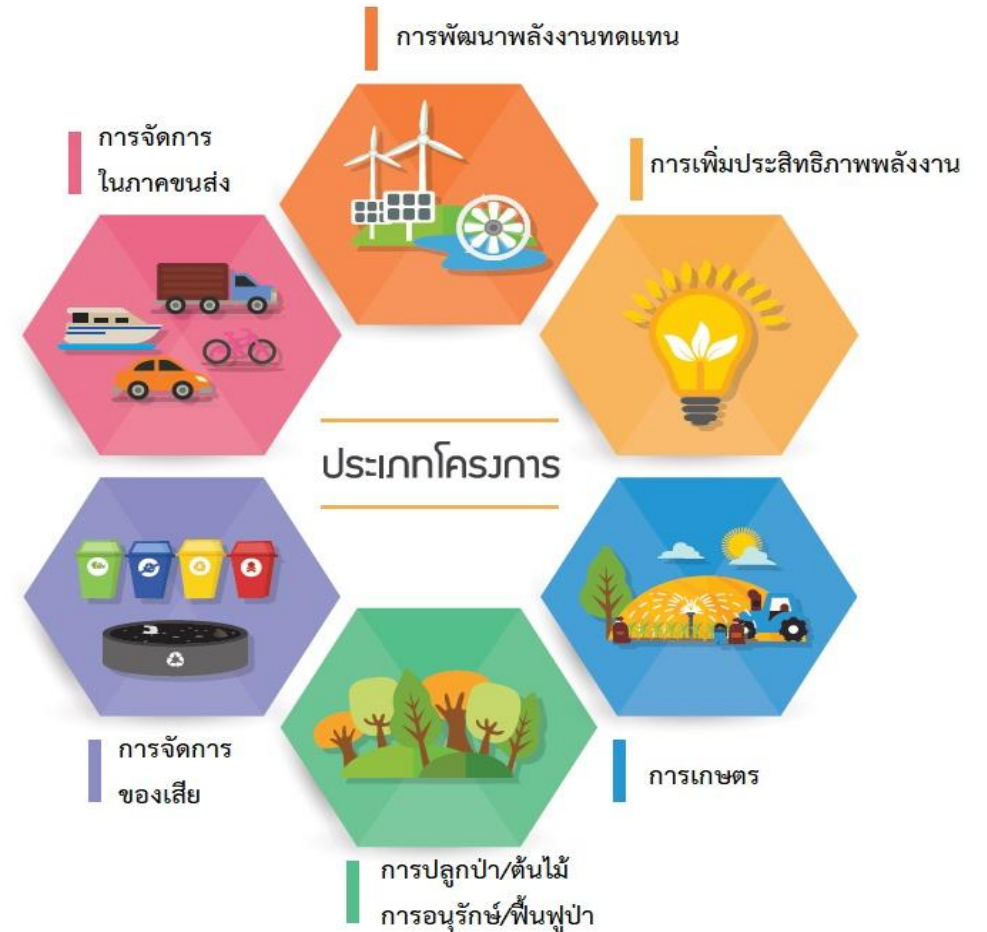 การพัฒนาพลังงานทดแทน
การจัดการ
ในภาคขนส่ง
การเพิ่มประสิทธิภาพพลังงาน
ประเภทโครงการ
การจัดการ
ของเสีย
การเกษตร
การปลูกป่า/ต้นไม้
การอนุรักษ์/ฟื้นฟูป่า